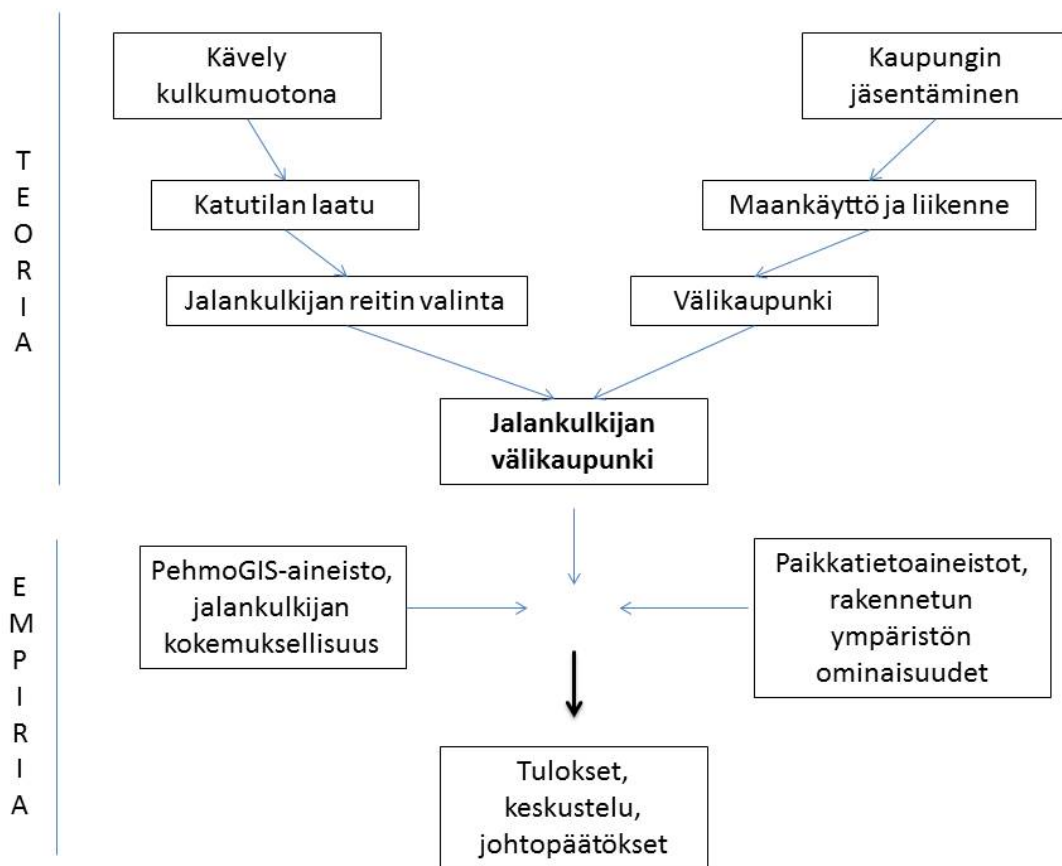 T
E
O
R
I
A
Kävely
kulkumuotona
Kaupungin
jäsentäminen
Katutilan laatu
Maankäyttö ja liikenne
Jalankulkijan reitin valinta
Välikaupunki
Jalankulkijan
välikaupunki
E
M
P
I
R
I
A
PehmoGIS-aineisto,
jalankulkijan
kokemuksellisuus
Paikkatietoaineistot,
rakennetun
ympäristön
ominaisuudet
Tulokset,
keskustelu,
johtopäätökset